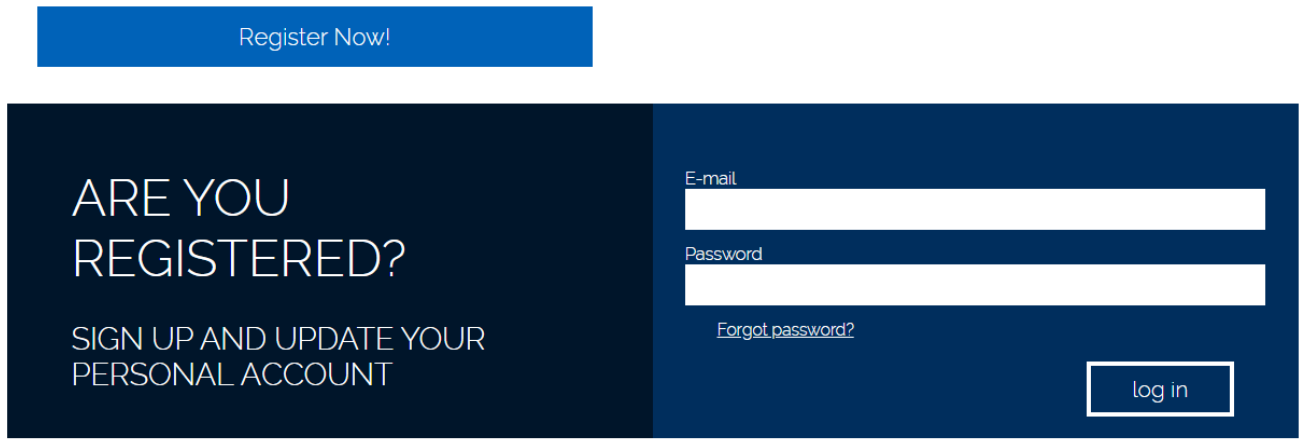 Register Now!
ARE YOU
REGISTERED?
SIGN UP AND UPDATE YOUR
PERSONAL ACCOUNT
E-mail
Password
Forgot password?
log in